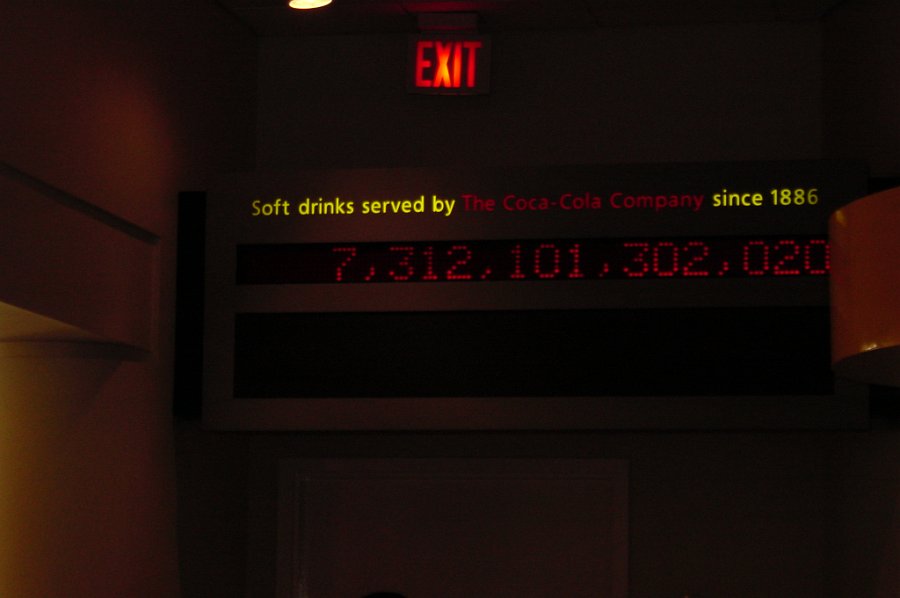 EXIT
Soft drinks served by The Coca-Cola Company since 1886
7,312,101,302,020